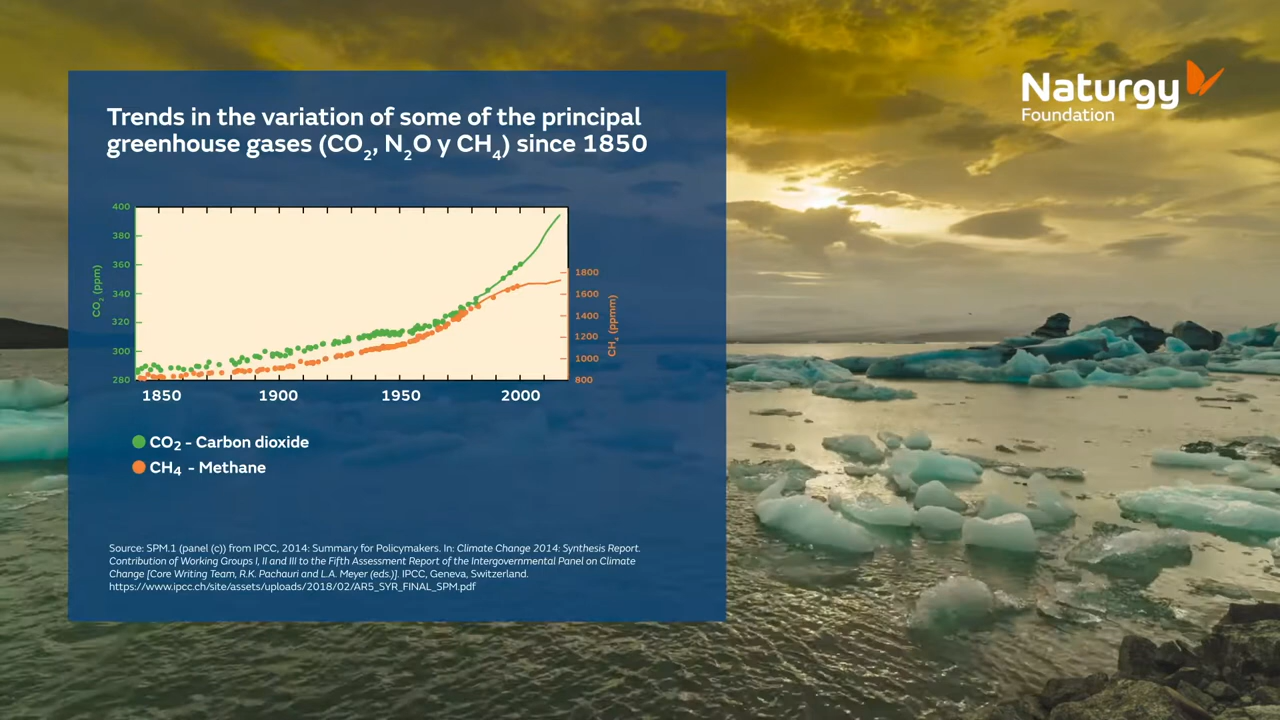 Trends in the variation of some of the principal
greenhouse gases (CO₂, N₂O y CH₄) since 1850
Naturgy
Foundation
400
380
360
340
320
300
280
CO₂ (ppm)
1800
1600
1400
1200
1000
800
CH₄ (ppmm)
1850 1900 1950 2000
CO₂ - Carbon dioxide
CH₄ - Methane
Source: SPM.1 (panel (c)) from IPCC, 2014: Summary for Policymakers. In: Climate Change 2014: Synthesis Report.
Contribution of Working Groups I, II and III to the Fifth Assessment Report of the Intergovernmental Panel on Climate
Change [Core Writing Team, R.K. Pachauri and L.A. Meyer (eds.)]. IPCC, Geneva, Switzerland.
https://www.ipcc.ch/site/assets/uploads/2018/02/AR5_SYR_FINAL_SPM.pdf